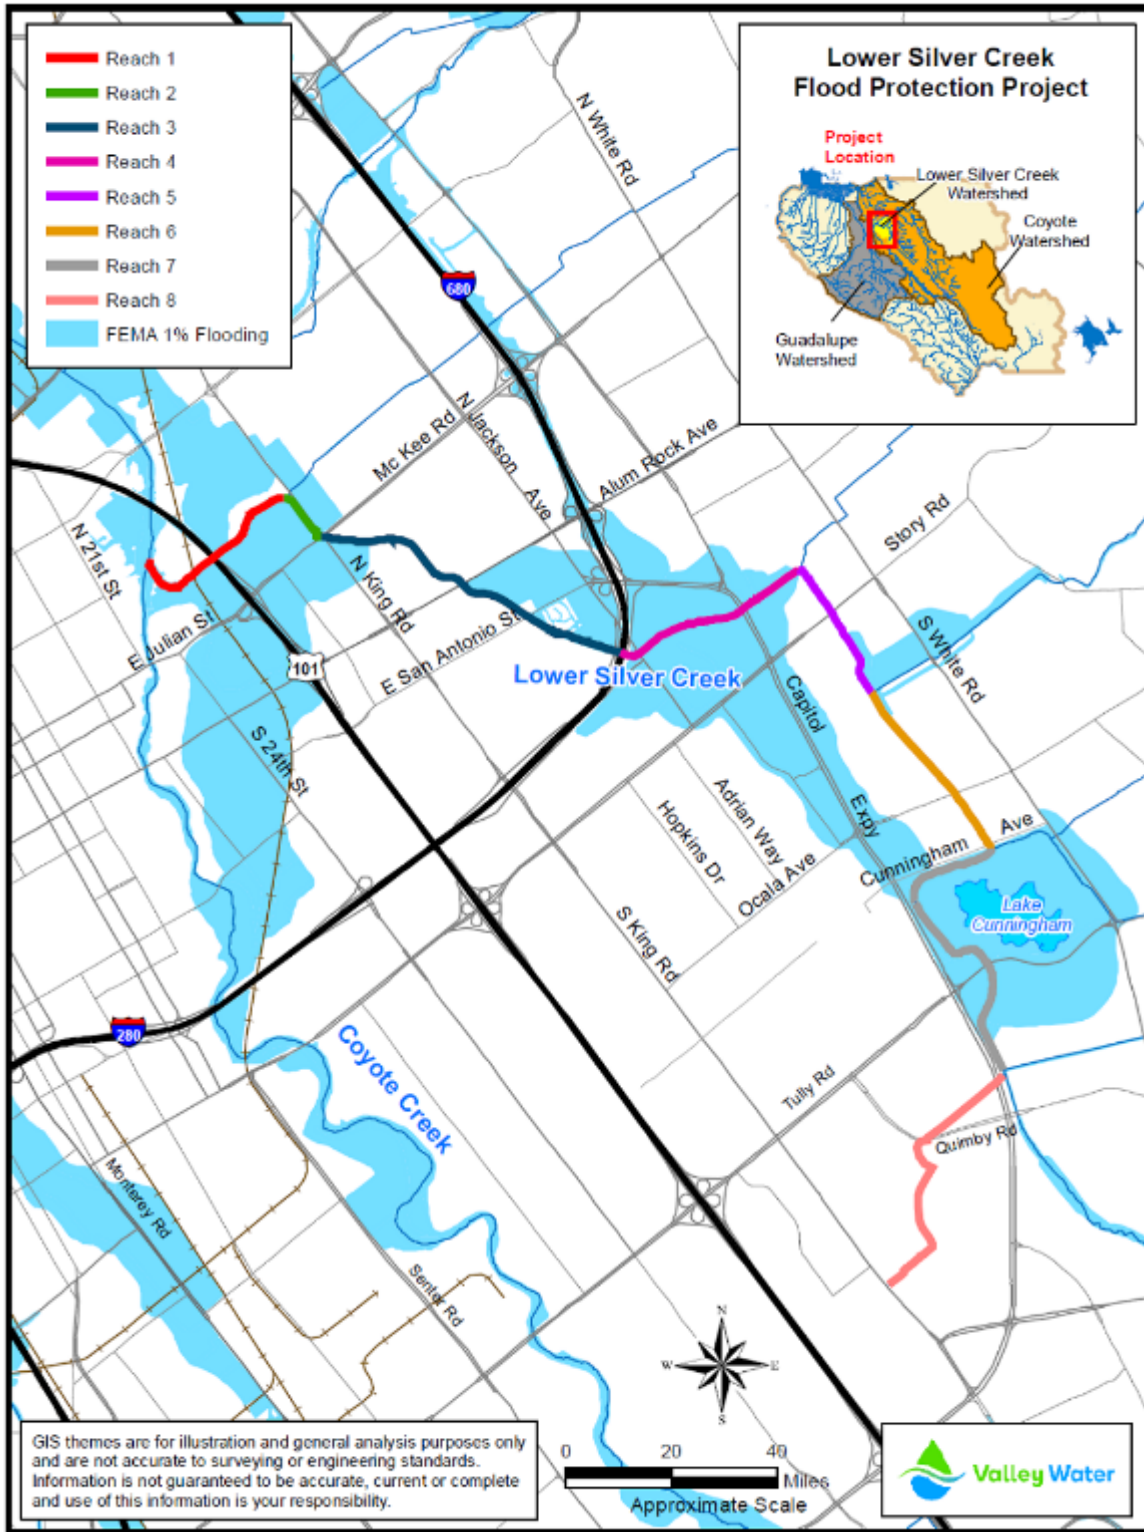 Reach 1
Reach 2
Reach 3
Reach 4
Reach 5
Reach 6
Reach 7
Reach 8
FEMA 1% Flooding
Lower Silver Creek
Flood Protection Project
Project
Location
Lower Silver Creek
Watershed
Coyote
Watershed
Guadalupe
Watershed
N White Rd
680
N Jackson
Ave
Mc Kee Rd
Alum Rock Ave
Story Rd
N 21st St
N King Rd
E Julian St
E San Antonio St
101
Lower Silver Creek
S White Rd
S 24th St
Capitol
Expy
Adrian Way
Hopkins Dr
Ocala Ave
Cunningham
Ave
Lake
Cunningham
S King Rd
280
Coyote Creek
Tully Rd
Quimby Rd
Monterey Rd
Senter Rd
N
W
E
S
GIS themes are for illustration and general analysis purposes only
and are not accurate to surveying or engineering standards.
Information is not guaranteed to be accurate, current or complete
and use of this information is your responsibility.
0 20 40
Miles
Approximate Scale
Valley Water